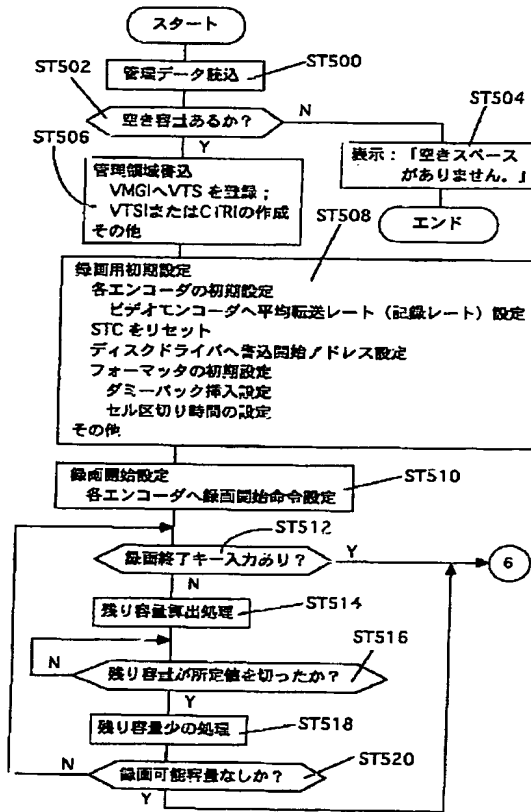 スタート
ST500
管理データ読込
ST502
空き容量あるか?
N
Y
ST504
表示:「空きスペース
がありません。」
エンド
ST506
管理領域書込
VMGIへVTSを登録;
VTSIまたはCTRIの作成
その他
ST508
録画用初期設定
各エンコーダの初期設定
ビデオエンコーダへ平均転送レート(記録レート)設定
STCをリセット
ディスクドライバへ書込開始アドレス設定
フォーマッタの初期設定
ダミーパック挿入設定
セル区切り時間の設定
その他
録画開始設定
各エンコーダへ録画開始命令設定
ST510
ST512
録画終了キー入力あり?
Y
6
N
残り容量算出処理
ST514
ST516
残り容量が所定値を切ったか?
N
Y
残り容量少の処理
ST518
ST520
録画可能容量なしか?
N
Y